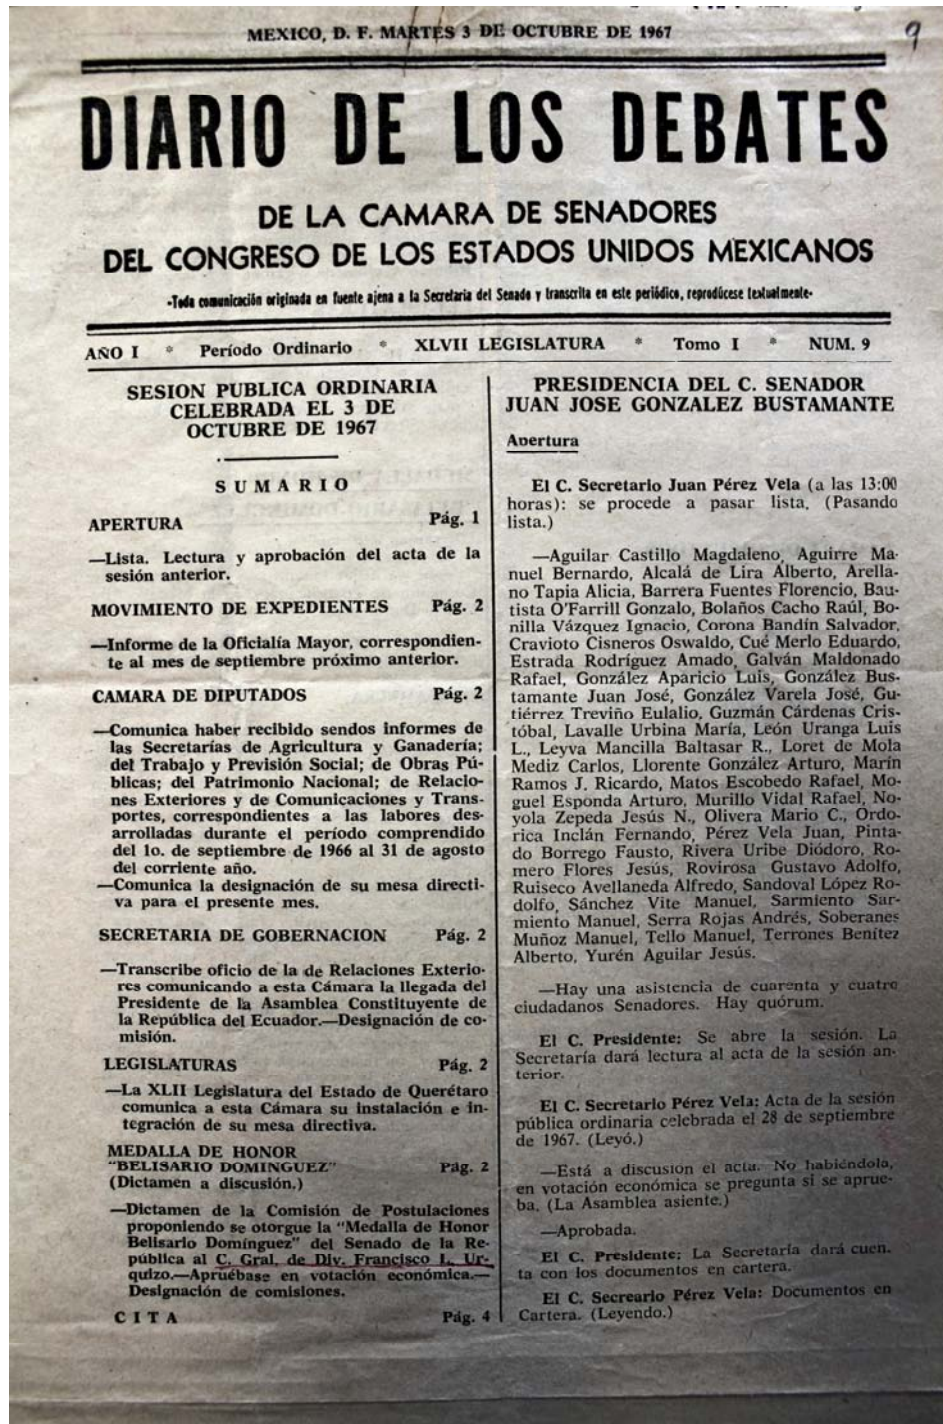 MEXICO, D. F. MARTES 3 DE OCTUBRE DE 1967
9
DIARIO DE LOS DEBATES
DE LA CAMARA DE SENADORES
DEL CONGRESO DE LOS ESTADOS UNIDOS MEXICANOS
-Toda comunicación originada en fuente ajena a la Secretaría del Senado y transcrita en este periódico, reprodúcese textualmente-
AÑO I * Período Ordinario * XLVII LEGISLATURA * Tomo I * NUM. 9
SESION PUBLICA ORDINARIA
CELEBRADA EL 3 DE
OCTUBRE DE 1967
SUMARIO
APERTURA Pág. 1
—Lista. Lectura y aprobación del acta de la
sesión anterior.
MOVIMIENTO DE EXPEDIENTES Pág. 2
—Informe de la Oficialía Mayor, correspondien-
te al mes de septiembre próximo anterior.
CAMARA DE DIPUTADOS Pág. 2
—Comunica haber recibido sendos informes de
las Secretarías de Agricultura y Ganadería;
del Trabajo y Previsión Social; de Obras Pú-
blicas; del Patrimonio Nacional; de Relacio-
nes Exteriores y de Comunicaciones y Trans-
portes, correspondientes a las labores des-
arrolladas durante el período comprendido
del 1o. de septiembre de 1966 al 31 de agosto
del corriente año.
—Comunica la designación de su mesa directi-
va para el presente mes.
SECRETARIA DE GOBERNACION Pág. 2
—Transcribe oficio de la de Relaciones Exterio-
res comunicando a esta Cámara la llegada del
Presidente de la Asamblea Constituyente de
la República del Ecuador.—Designación de co-
misión.
LEGISLATURAS Pág. 2
—La XLII Legislatura del Estado de Querétaro
comunica a esta Cámara su instalación e in-
tegración de su mesa directiva.
MEDALLA DE HONOR
"BELISARIO DOMINGUEZ" Pág. 2
(Dictamen a discusión.)
—Dictamen de la Comisión de Postulaciones
proponiendo se otorgue la "Medalla de Honor
Belisario Domínguez" del Senado de la Re-
pública al C. Gral. de Div. Francisco L. Ur-
quizo.—Apruébase en votación económica.—
Designación de comisiones.
CITA Pág. 4
PRESIDENCIA DEL C. SENADOR
JUAN JOSE GONZALEZ BUSTAMANTE
Apertura
El C. Secretario Juan Pérez Vela (a las 13:00
horas): se procede a pasar lista. (Pasando
lista.)
—Aguilar Castillo Magdaleno, Aguirre Ma-
nuel Bernardo, Alcalá de Lira Alberto, Arella-
no Tapia Alicia, Barrera Fuentes Florencio, Bau-
tista O'Farrill Gonzalo, Bolaños Cacho Raúl, Bo-
nilla Vázquez Ignacio, Corona Bandín Salvador,
Cravioto Cisneros Oswaldo, Cué Merlo Eduardo,
Estrada Rodríguez Amado, Galván Maldonado
Rafael, González Aparicio Luis, González Bus-
tamante Juan José, González Varela José, Gu-
tiérrez Treviño Eulalio, Guzmán Cárdenas Cris-
tóbal, Lavalle Urbina María, León Uranga Luis
L., Leyva Mancilla Baltasar R., Loret de Mola
Mediz Carlos, Llorente González Arturo, Marín
Ramos J. Ricardo, Matos Escobedo Rafael, Mo-
guel Esponda Arturo, Murillo Vidal Rafael, No-
yola Zepeda Jesús N., Olivera Mario C., Ordo-
rica Inclán Fernando, Pérez Vela Juan, Pinta-
do Borrego Fausto, Rivera Uribe Diódoro, Ro-
mero Flores Jesús, Rovirosa Gustavo Adolfo,
Ruiseco Avellaneda Alfredo, Sandoval López Ro-
dolfo, Sánchez Vite Manuel, Sarmiento Sar-
miento Manuel, Serra Rojas Andrés, Soberanes
Muñoz Manuel, Tello Manuel, Terrones Benítez
Alberto, Yurén Aguilar Jesús.
—Hay una asistencia de cuarenta y cuatro
ciudadanos Senadores. Hay quórum.
El C. Presidente: Se abre la sesión. La
Secretaría dará lectura al acta de la sesión an-
terior.
El C. Secretario Pérez Vela: Acta de la sesión
pública ordinaria celebrada el 28 de septiembre
de 1967. (Leyó.)
—Está a discusión el acta. No habiéndola,
en votación económica se pregunta si se aprue-
ba. (La Asamblea asiente.)
—Aprobada.
El C. Presidente: La Secretaría dará cuen-
ta con los documentos en cartera.
El C. Secreario Pérez Vela: Documentos en
Cartera. (Leyendo.)